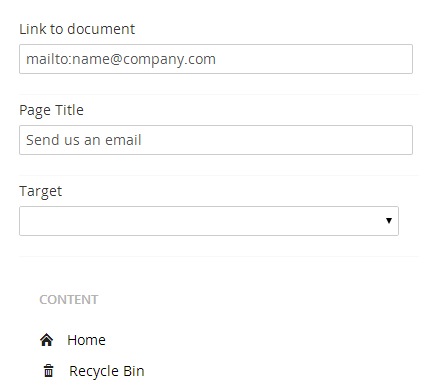 Link to document
mailto:name@company.com
Page Title
Send us an email
Target
CONTENT
Home
Recycle Bin